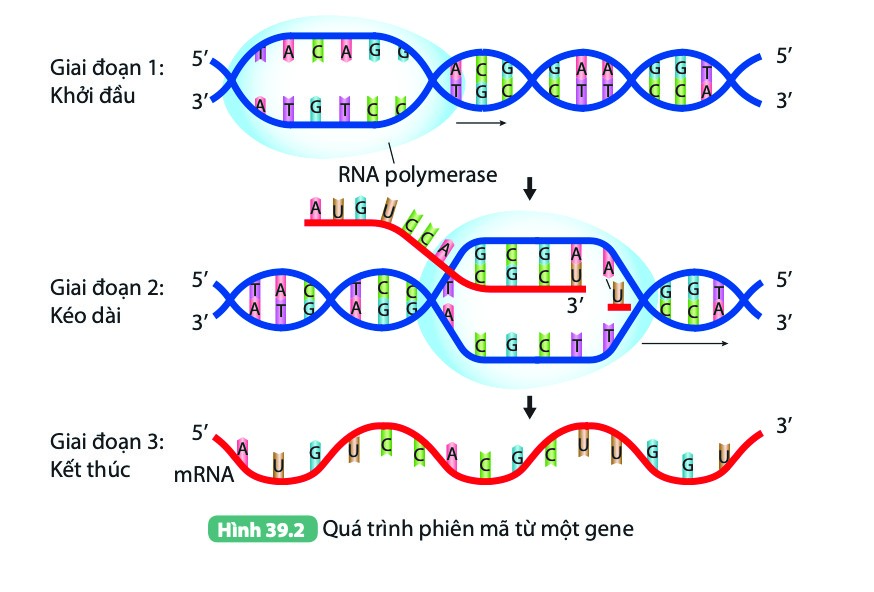 Giai đoạn 1:
Khởi đầu
5’ T A C A G G A C G G A A G G T 5’
3’ A T G T C C T G C C T T C C A 3’
RNA polymerase
A U G U C C A
Giai đoạn 2:
Kéo dài
G C G A A
C G C U U
3’
5’ T A C T C C T G G T 5’
3’ A T G A G G A C C A 3’
C G C T T
Giai đoạn 3:
Kết thúc
5’ 3’
mRNA
A U G U C C A C G C U U G G U
Hình 39.2 Quá trình phiên mã từ một gene